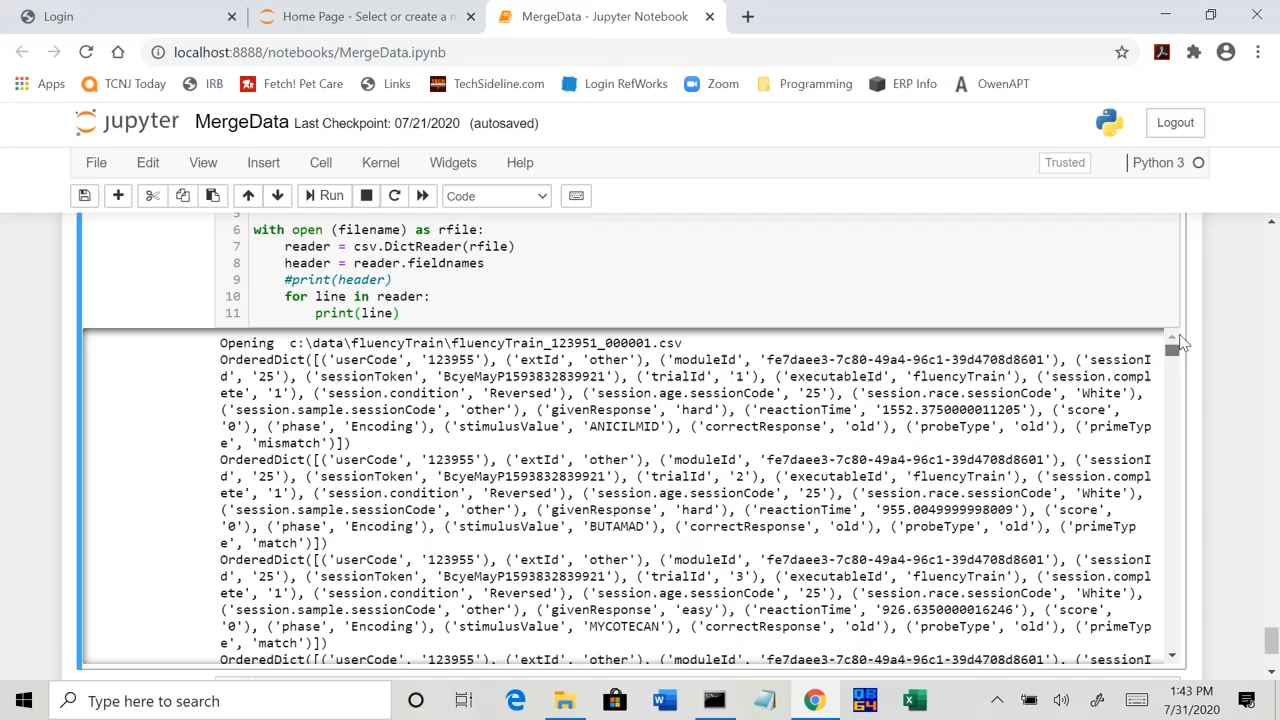 Login
Home Page - Select or create a n
MergeData - Jupyter Notebook
localhost:8888/notebooks/MergeData.ipynb
Apps TCNJ Today IRB Fetch! Pet Care Links TechSideline.com Login RefWorks Zoom Programming ERP Info OwenAPT
jupyter MergeData Last Checkpoint: 07/21/2020 (autosaved) Logout
File Edit View Insert Cell Kernel Widgets Help Trusted Python 3
Run Code
5
6 with open (filename) as rfile:
7 reader = csv.DictReader(rfile)
8 header = reader.fieldnames
9 #print(header)
10 for line in reader:
11 print(line)
Opening c:\data\fluencyTrain\fluencyTrain_123951_000001.csv
OrderedDict([('userCode', '123955'), ('extId', 'other'), ('moduleId', 'fe7daee3-7c80-49a4-96c1-39d4708d8601'), ('sessionI
d', '25'), ('sessionToken', 'BcyeMayP1593832839921'), ('trialId', '1'), ('executableId', 'fluencyTrain'), ('session.compl
ete', '1'), ('session.condition', 'Reversed'), ('session.age.sessionCode', '25'), ('session.race.sessionCode', 'White'),
('session.sample.sessionCode', 'other'), ('givenResponse', 'hard'), ('reactionTime', '1552.3750000011205'), ('score',
'0'), ('phase', 'Encoding'), ('stimulusValue', 'ANICILMID'), ('correctResponse', 'old'), ('probeType', 'old'), ('primeTyp
e', 'mismatch')])
OrderedDict([('userCode', '123955'), ('extId', 'other'), ('moduleId', 'fe7daee3-7c80-49a4-96c1-39d4708d8601'), ('sessionI
d', '25'), ('sessionToken', 'BcyeMayP1593832839921'), ('trialId', '2'), ('executableId', 'fluencyTrain'), ('session.compl
ete', '1'), ('session.condition', 'Reversed'), ('session.age.sessionCode', '25'), ('session.race.sessionCode', 'White'),
('session.sample.sessionCode', 'other'), ('givenResponse', 'hard'), ('reactionTime', '955.0049999998009'), ('score',
'0'), ('phase', 'Encoding'), ('stimulusValue', 'BUTAMAD'), ('correctResponse', 'old'), ('probeType', 'old'), ('primeTyp
e', 'match')])
OrderedDict([('userCode', '123955'), ('extId', 'other'), ('moduleId', 'fe7daee3-7c80-49a4-96c1-39d4708d8601'), ('sessionI
d', '25'), ('sessionToken', 'BcyeMayP1593832839921'), ('trialId', '3'), ('executableId', 'fluencyTrain'), ('session.compl
ete', '1'), ('session.condition', 'Reversed'), ('session.age.sessionCode', '25'), ('session.race.sessionCode', 'White'),
('session.sample.sessionCode', 'other'), ('givenResponse', 'easy'), ('reactionTime', '926.6350000016246'), ('score',
'0'), ('phase', 'Encoding'), ('stimulusValue', 'MYCOTECAN'), ('correctResponse', 'old'), ('probeType', 'old'), ('primeTyp
e', 'match')])
OrderedDict([('userCode', '123955'), ('extId', 'other'), ('moduleId', 'fe7daee3-7c80-49a4-96c1-39d4708d8601'), ('sessionI
Type here to search
1:43 PM
7/31/2020